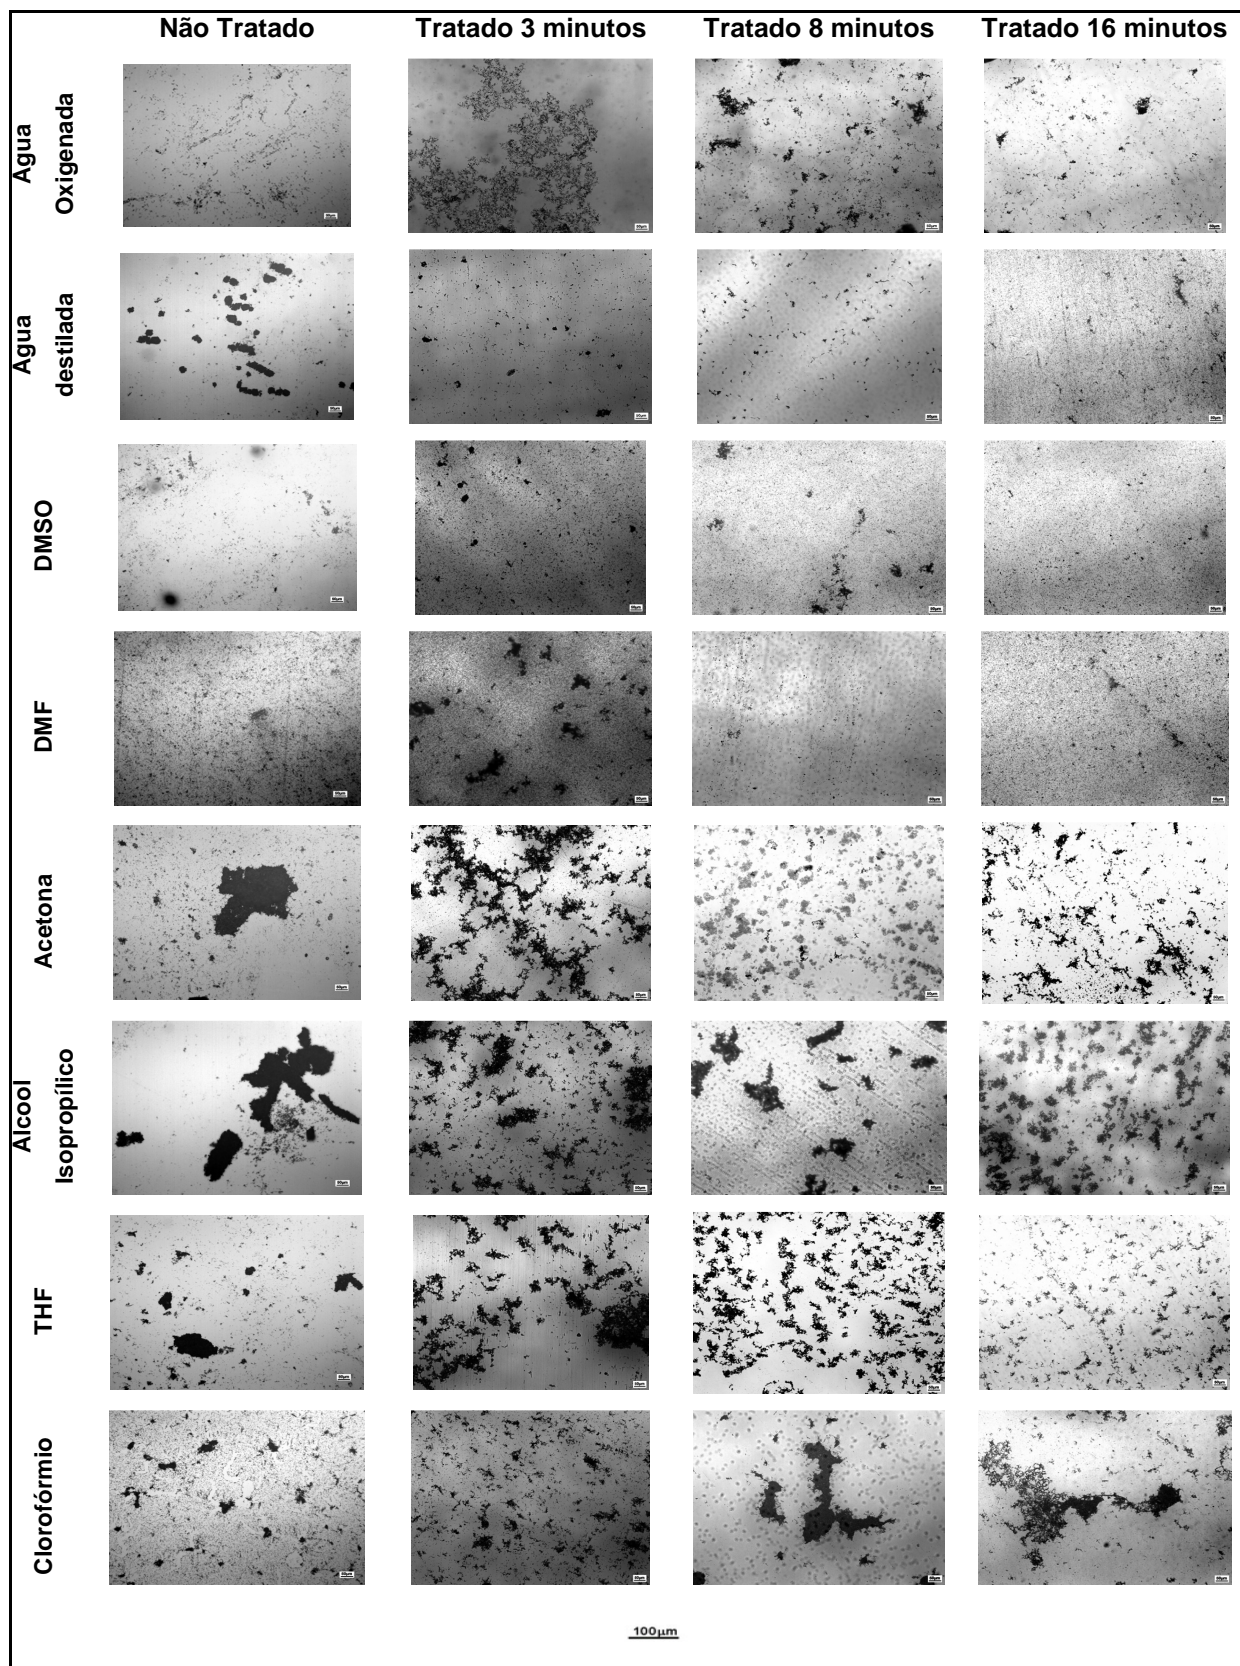 Não Tratado
Tratado 3 minutos
Tratado 8 minutos
Tratado 16 minutos
Agua
Oxigenada
Agua
destilada
DMSO
DMF
Acetona
Alcool
Isopropílico
THF
Clorofórmio
100µm